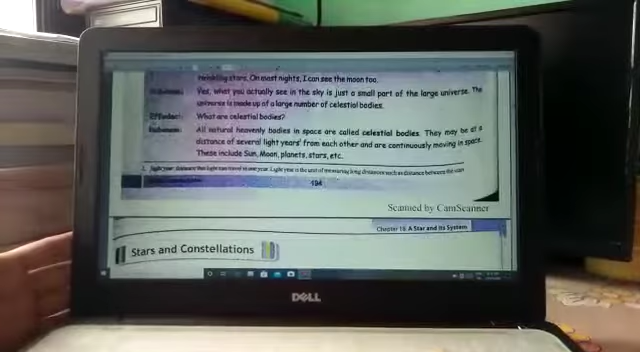 twinkling stars. On most nights, I can see the moon too.
Yes, what you actually see in the sky is just a small part of the large universe. The
universe is made up of a large number of celestial bodies.
What are celestial bodies?
All natural heavenly bodies in space are called celestial bodies. They may be at a
distance of several light years' from each other and are continuously moving in space.
These include Sun, Moon, planets, stars, etc.
194
Scanned by CamScanner
Chapter 18: A Star and Its System
Stars and Constellations
DELL